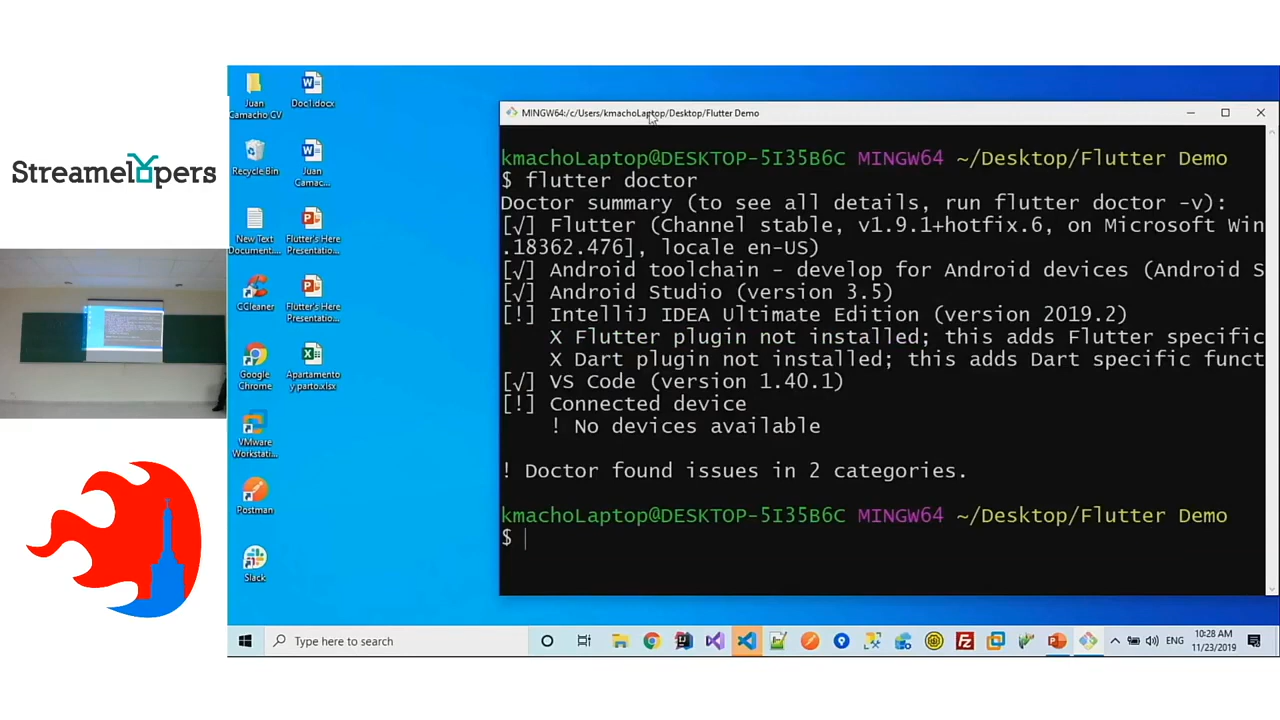 Streamelopers
Juan
Camacho CV
Doc1.docx
Recycle Bin
Juan
Camac...
New Text
Document...
Flutter's Here
Presentatio...
CCleaner
Flutter's Here
Presentatio...
Google
Chrome
Apartamento
y parto.xlsx
VMware
Workstati...
Postman
Slack
MINGW64:/c/Users/kmachoLaptop/Desktop/Flutter Demo
kmachoLaptop@DESKTOP-5I35B6C MINGW64 ~/Desktop/Flutter Demo
$ flutter doctor
Doctor summary (to see all details, run flutter doctor -v):
[√] Flutter (Channel stable, v1.9.1+hotfix.6, on Microsoft Win
.18362.476], locale en-US)
[√] Android toolchain - develop for Android devices (Android S
[√] Android Studio (version 3.5)
[!] IntelliJ IDEA Ultimate Edition (version 2019.2)
X Flutter plugin not installed; this adds Flutter specific
X Dart plugin not installed; this adds Dart specific funct
[√] VS Code (version 1.40.1)
[!] Connected device
! No devices available
! Doctor found issues in 2 categories.
kmachoLaptop@DESKTOP-5I35B6C MINGW64 ~/Desktop/Flutter Demo
$
Type here to search
ENG
10:28 AM
11/23/2019